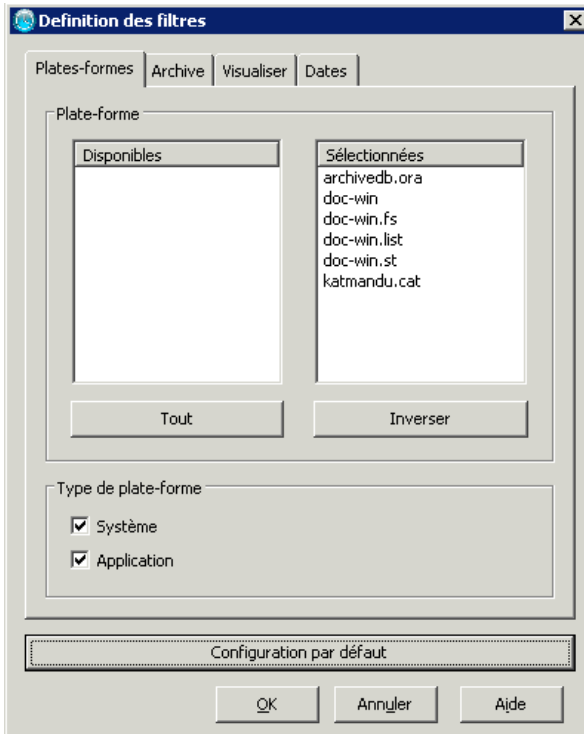 Definition des filtres
Plates-formes Archive Visualiser Dates
Plate-forme
Disponibles
Sélectionnées
archivedb.ora
doc-win
doc-win.fs
doc-win.list
doc-win.st
katmandu.cat
Tout
Inverser
Type de plate-forme
Système
Application
Configuration par défaut
OK Annuler Aide